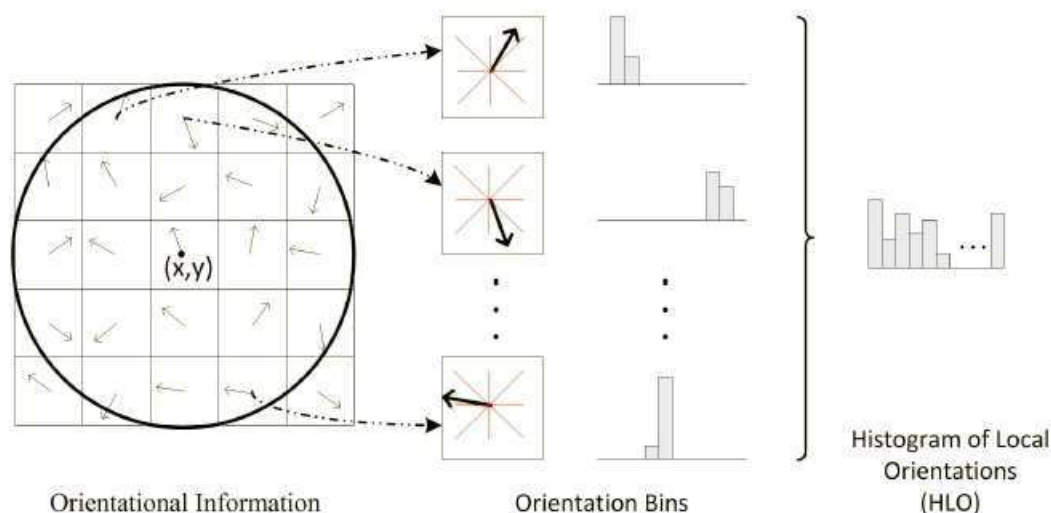 (x,y)
Histogram of Local
Orientations
(HLO)
Orientational Information
Orientation Bins